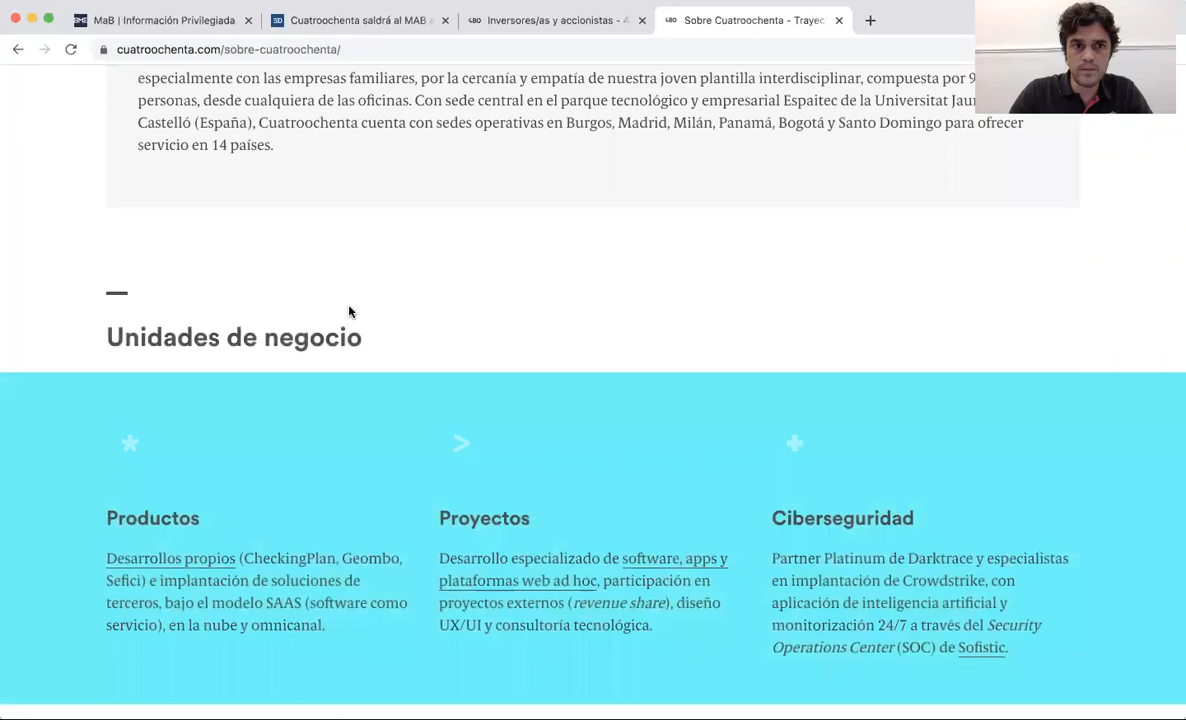 MaB | Información Privilegiada
Cuatroochenta saldrá al MAB
480 Inversores/as y accionistas - 4
480 Sobre Cuatroochenta - Trayec
cuatroochenta.com/sobre-cuatroochenta/
especialmente con las empresas familiares, por la cercanía y empatía de nuestra joven plantilla interdisciplinar, compuesta por 9
personas, desde cualquiera de las oficinas. Con sede central en el parque tecnológico y empresarial Espaitec de la Universitat Jau
Castelló (España), Cuatroochenta cuenta con sedes operativas en Burgos, Madrid, Milán, Panamá, Bogotá y Santo Domingo para ofrecer
servicio en 14 países.
Unidades de negocio
*
>
+
Productos
Desarrollos propios (CheckingPlan, Geombo,
Sefici) e implantación de soluciones de
terceros, bajo el modelo SAAS (software como
servicio), en la nube y omnicanal.
Proyectos
Desarrollo especializado de software, apps y
plataformas web ad hoc, participación en
proyectos externos (revenue share), diseño
UX/UI y consultoría tecnológica.
Ciberseguridad
Partner Platinum de Darktrace y especialistas
en implantación de Crowdstrike, con
aplicación de inteligencia artificial y
monitorización 24/7 a través del Security
Operations Center (SOC) de Sofistic.